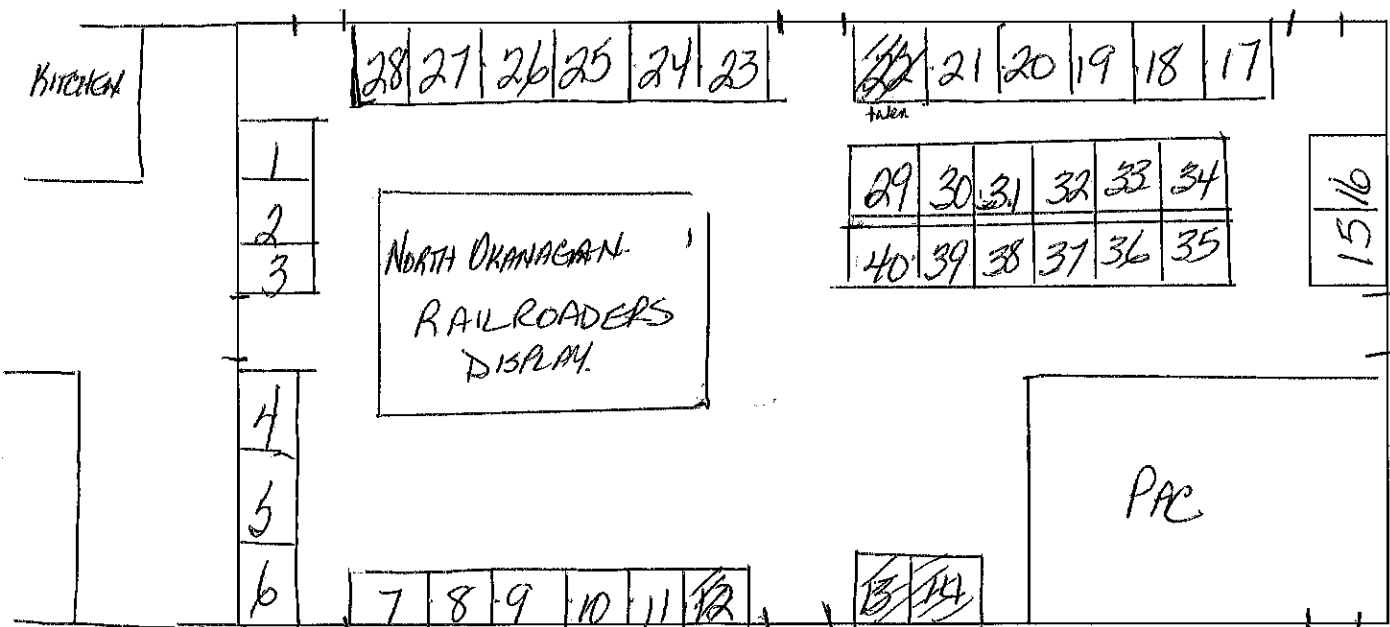 KITCHEN
28 27 26 25 24 23
22 21 20 19 18 17
taken
1
2
3
29 30 31 32 33 34
40 39 38 37 36 35
15 16
NORTH OKANAGAN
RAILROADERS
DISPLAY.
4
5
6
PAC
7 8 9 10 11 12
13 14